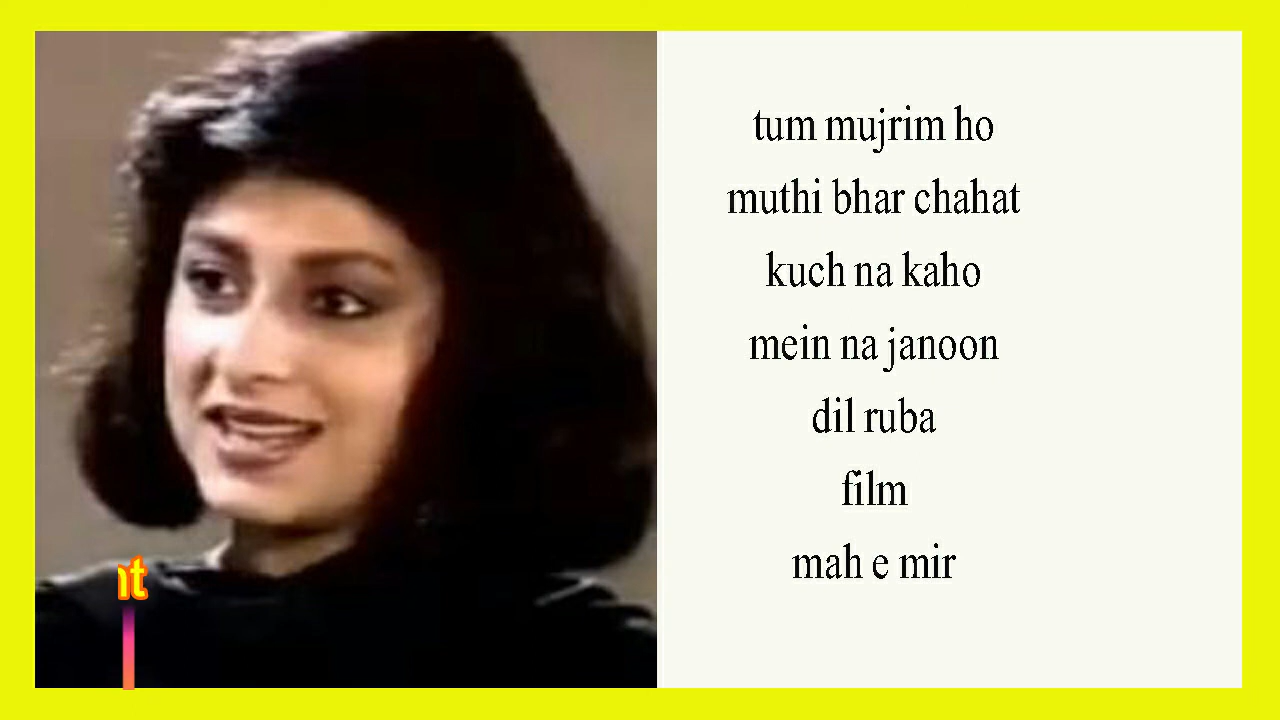 tum mujrim ho
muthi bhar chahat
kuch na kaho
mein na janoon
dil ruba
film
mah e mir